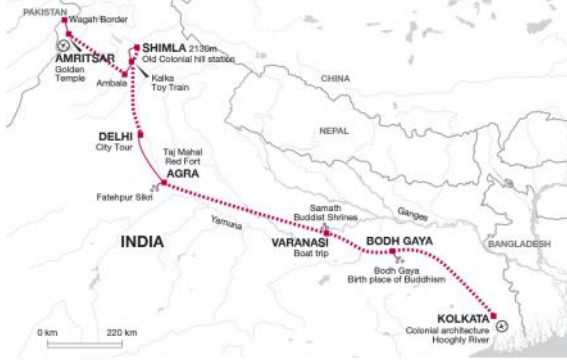 PAKISTAN
Wagah Border
AMRITSAR
Golden
Temple
Ambala
SHIMLA 2130m
Old Colonial hill station
Kalka
Toy Train
CHINA
NEPAL
DELHI
City Tour
Taj Mahal
Red Fort
AGRA
Fatehpur Sikri
Yamuna
INDIA
Sarnath
Buddist Shrines
Ganges
VARANASI
Boat trip
BODH GAYA
Bodh Gaya
Birth place of Buddhism
BANGLADESH
KOLKATA
Colonial architecture
Hooghly River
0 km 220 km